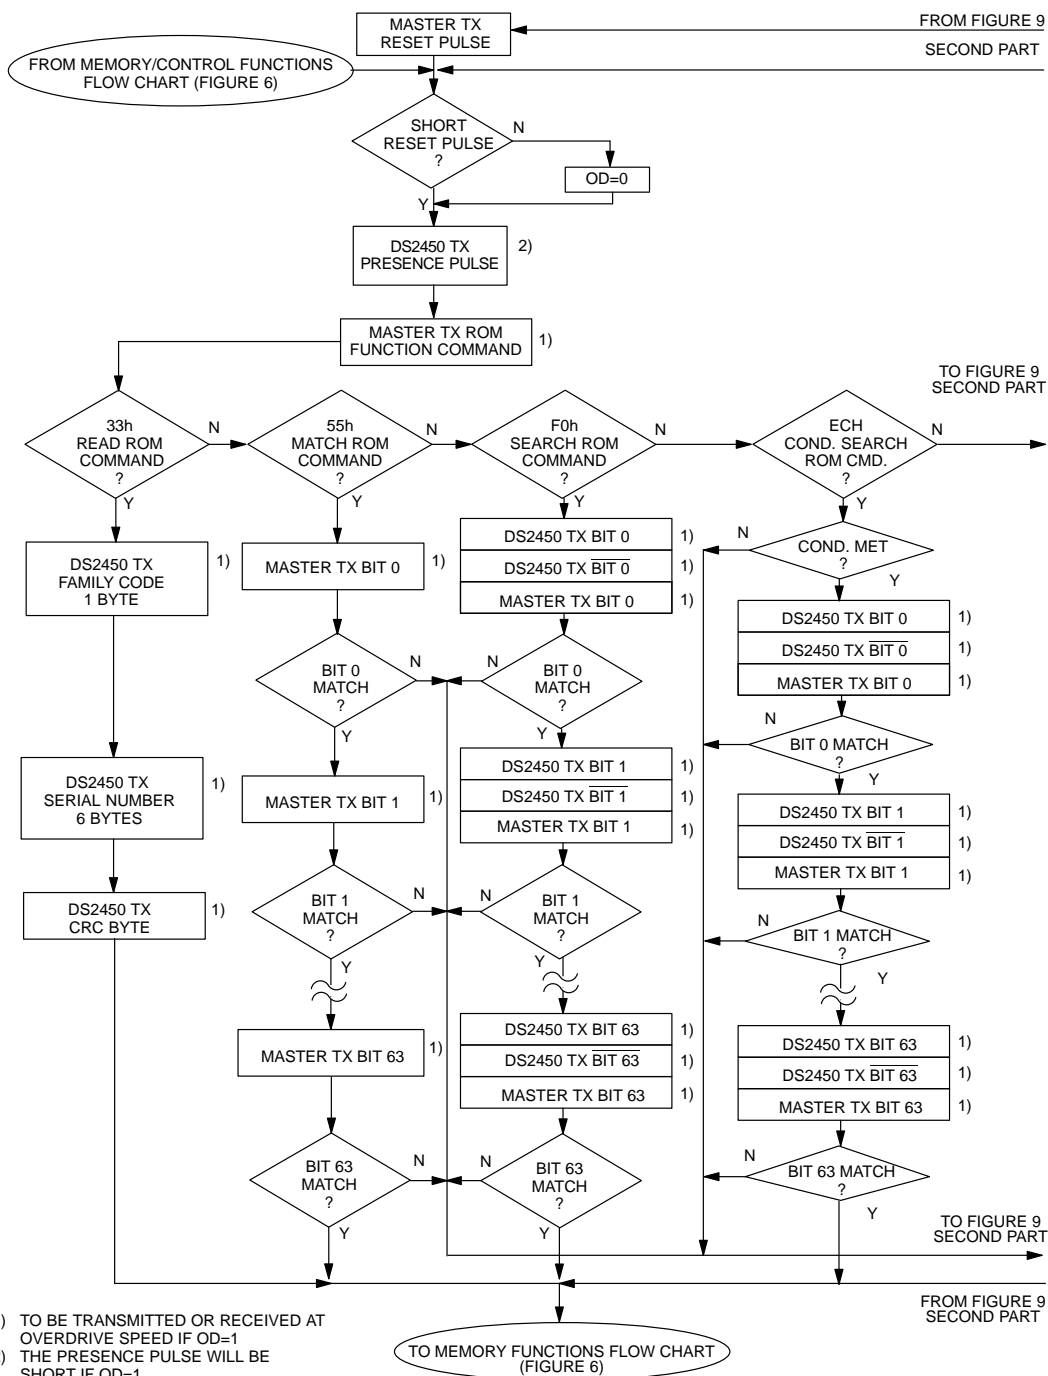 MASTER TX
RESET PULSE
FROM FIGURE 9
SECOND PART
FROM MEMORY/CONTROL FUNCTIONS
FLOW CHART (FIGURE 6)
SHORT
RESET PULSE
?
N
OD=0
Y
DS2450 TX
PRESENCE PULSE
2)
MASTER TX ROM
FUNCTION COMMAND
1)
TO FIGURE 9
SECOND PART
33h
READ ROM
COMMAND
?
N
Y
55h
MATCH ROM
COMMAND
?
N
Y
F0h
SEARCH ROM
COMMAND
?
N
Y
ECH
COND. SEARCH
ROM CMD.
?
N
Y
DS2450 TX
FAMILY CODE
1 BYTE
1)
DS2450 TX
SERIAL NUMBER
6 BYTES
1)
DS2450 TX
CRC BYTE
1)
MASTER TX BIT 0
1)
BIT 0
MATCH
?
N
Y
MASTER TX BIT 1
1)
BIT 1
MATCH
?
N
Y
MASTER TX BIT 63
1)
BIT 63
MATCH
?
N
Y
DS2450 TX BIT 0
1)
DS2450 TX BIT 0
1)
MASTER TX BIT 0
1)
N
BIT 0
MATCH
?
Y
DS2450 TX BIT 1
1)
DS2450 TX BIT 1
1)
MASTER TX BIT 1
1)
N
BIT 1
MATCH
?
Y
DS2450 TX BIT 63
1)
DS2450 TX BIT 63
1)
MASTER TX BIT 63
1)
N
BIT 63
MATCH
?
Y
N
COND. MET
?
Y
DS2450 TX BIT 0
1)
DS2450 TX BIT 0
1)
MASTER TX BIT 0
1)
N
BIT 0 MATCH
?
Y
DS2450 TX BIT 1
1)
DS2450 TX BIT 1
1)
MASTER TX BIT 1
1)
N
BIT 1 MATCH
?
Y
DS2450 TX BIT 63
1)
DS2450 TX BIT 63
1)
MASTER TX BIT 63
1)
N
BIT 63 MATCH
?
Y
TO FIGURE 9
SECOND PART
FROM FIGURE 9
SECOND PART
TO MEMORY FUNCTIONS FLOW CHART
(FIGURE 6)
) TO BE TRANSMITTED OR RECEIVED AT
OVERDRIVE SPEED IF OD=1
) THE PRESENCE PULSE WILL BE
SHORT IF OD=1